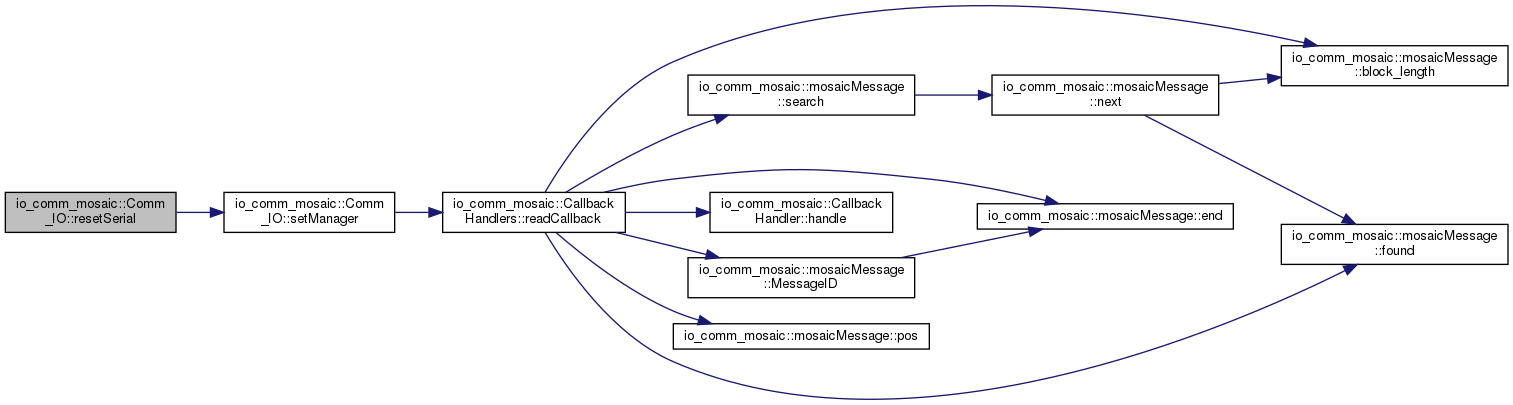 io_comm_mosaic::Comm
_IO::resetSerial
io_comm_mosaic::Comm
_IO::setManager
io_comm_mosaic::Callback
Handlers::readCallback
io_comm_mosaic::mosaicMessage
::search
io_comm_mosaic::mosaicMessage
::next
io_comm_mosaic::mosaicMessage
::block_length
io_comm_mosaic::Callback
Handler::handle
io_comm_mosaic::mosaicMessage::end
io_comm_mosaic::mosaicMessage
::MessageID
io_comm_mosaic::mosaicMessage
::found
io_comm_mosaic::mosaicMessage::pos